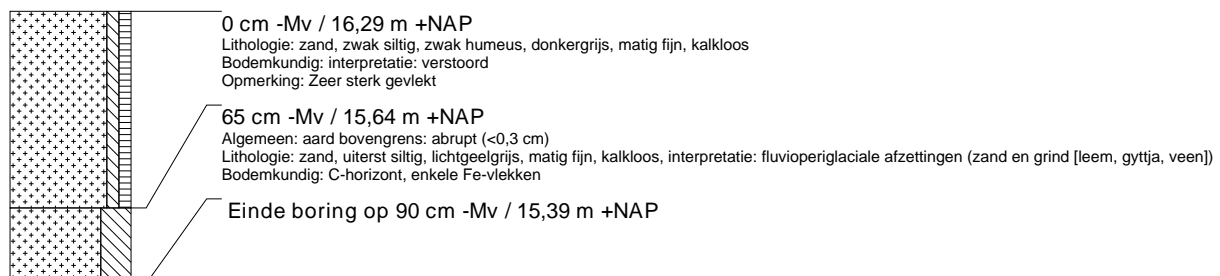 0 cm -Mv / 16,29 m +NAP
Lithologie: zand, zwak siltig, zwak humeus, donkergrijs, matig fijn, kalkloos
Bodemkundig: interpretatie: verstoord
Opmerking: Zeer sterk gevlekt
65 cm -Mv / 15,64 m +NAP
Algemeen: aard bovengrens: abrupt (<0,3 cm)
Lithologie: zand, uiterst siltig, lichtgeelgrijs, matig fijn, kalkloos, interpretatie: fluvioperiglaciale afzettingen (zand en grind [leem, gyttja, veen])
Bodemkundig: C-horizont, enkele Fe-vlekken
Einde boring op 90 cm -Mv / 15,39 m +NAP